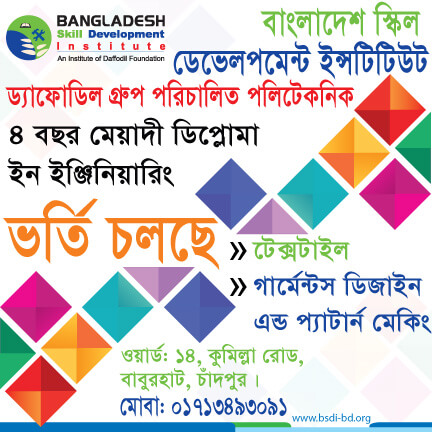 BANGLADESH
Skill Development
Institute
An Institute of Daffodil Foundation
বাংলাদেশ স্কিল
ডেভেলপমেন্ট ইন্সটিটিউট
ড্যাফোডিল গ্রুপ পরিচালিত পলিটেকনিক
৪ বছর মেয়াদী ডিপ্লোমা
ইন ইঞ্জিনিয়ারিং
ভর্তি চলছে
» টেক্সটাইল
» গার্মেন্টস ডিজাইন
এন্ড প্যাটার্ন মেকিং
ওয়ার্ড: ১৪, কুমিল্লা রোড,
বাবুরহাট, চাঁদপুর।
মোবা: ০১৭১৩৪৯৩০৯১
www.bsdi-bd.org